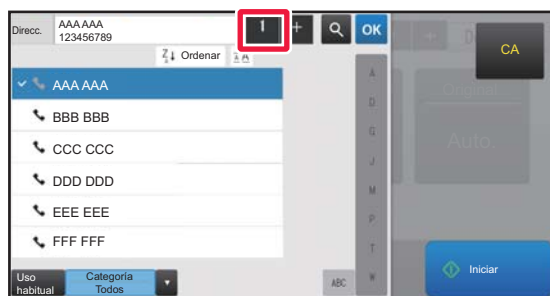 Direcc.
AAA AAA
123456789
1
+
OK
CA
Ordenar
AAA AAA
BBB BBB
CCC CCC
DDD DDD
EEE EEE
FFF FFF
A
D
G
J
M
P
T
W
Original
Auto.
Uso
habitual
Categoría
Todos
ABC
Iniciar